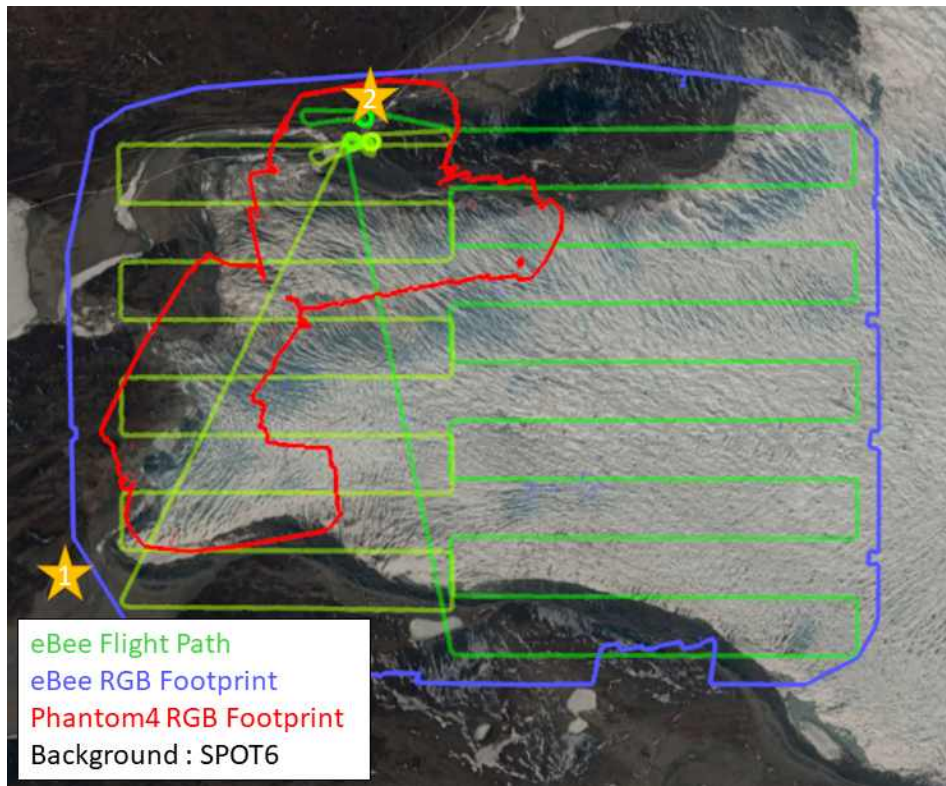 2
1
eBee Flight Path
eBee RGB Footprint
Phantom4 RGB Footprint
Background : SPOT6